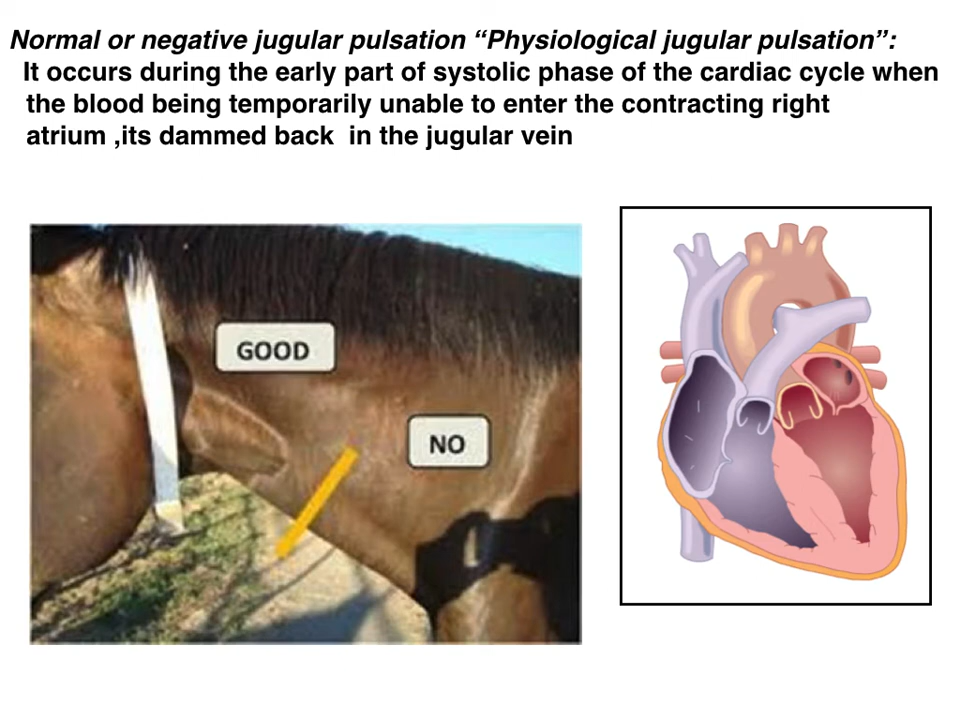 Normal or negative jugular pulsation “Physiological jugular pulsation”:
It occurs during the early part of systolic phase of the cardiac cycle when
the blood being temporarily unable to enter the contracting right
atrium ,its dammed back  in the jugular vein
GOOD
NO